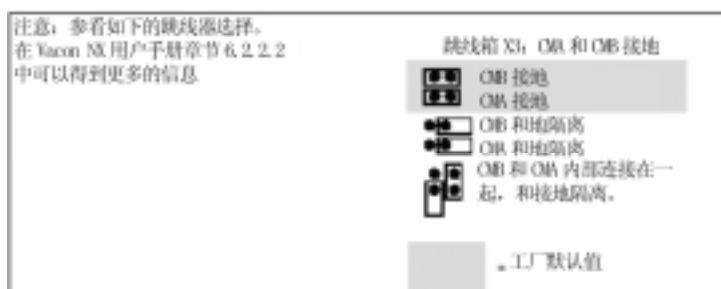 注意：参看如下的跳线器选择。
在 Vacon NX 用户手册章节 6.2.2.2
中可以得到更多的信息
跳线箱 X3：CMA 和 CMB 接地
CMB 接地
CMA 接地
CMB 和地隔离
CMA 和地隔离
CMB 和 CMA 内部连接在一
起，和接地隔离。
=工厂默认值